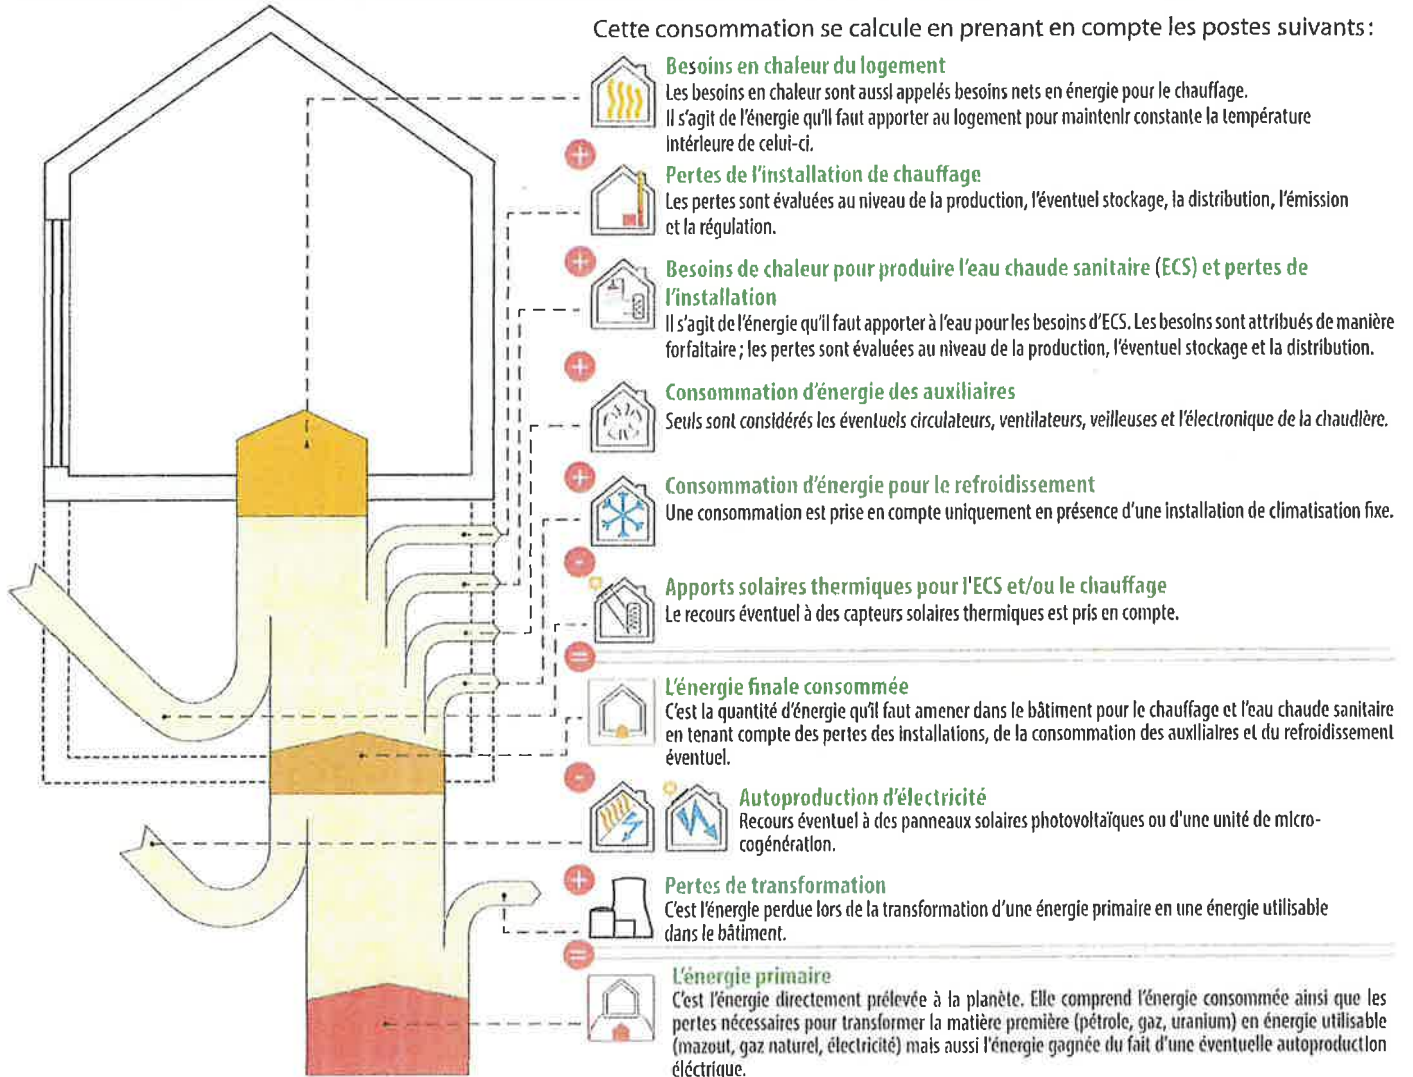 Cette consommation se calcule en prenant en compte les postes suivants :
Besoins en chaleur du logement
Les besoins en chaleur sont aussi appelés besoins nets en énergie pour le chauffage.
Il s'agit de l'énergie qu'il faut apporter au logement pour maintenir constante la température
intérieure de celui-ci.
+
Pertes de l'installation de chauffage
Les pertes sont évaluées au niveau de la production, l'éventuel stockage, la distribution, l'émission
et la régulation.
+
Besoins de chaleur pour produire l'eau chaude sanitaire (ECS) et pertes de
l'installation
Il s'agit de l'énergie qu'il faut apporter à l'eau pour les besoins d'ECS. Les besoins sont attribués de manière
forfaitaire ; les pertes sont évaluées au niveau de la production, l'éventuel stockage et la distribution.
+
Consommation d'énergie des auxiliaires
Seuls sont considérés les éventuels circulateurs, ventilateurs, veilleuses et l'électronique de la chaudière.
+
Consommation d'énergie pour le refroidissement
Une consommation est prise en compte uniquement en présence d'une installation de climatisation fixe.
-
Apports solaires thermiques pour l'ECS et/ou le chauffage
Le recours éventuel à des capteurs solaires thermiques est pris en compte.
=
L'énergie finale consommée
C'est la quantité d'énergie qu'il faut amener dans le bâtiment pour le chauffage et l'eau chaude sanitaire
en tenant compte des pertes des installations, de la consommation des auxiliaires et du refroidissement
éventuel.
-
Autoproduction d'électricité
Recours éventuel à des panneaux solaires photovoltaïques ou d'une unité de micro-
cogénération.
+
Pertes de transformation
C'est l'énergie perdue lors de la transformation d'une énergie primaire en une énergie utilisable
dans le bâtiment.
=
L'énergie primaire
C'est l'énergie directement prélevée à la planète. Elle comprend l'énergie consommée ainsi que les
pertes nécessaires pour transformer la matière première (pétrole, gaz, uranium) en énergie utilisable
(mazout, gaz naturel, électricité) mais aussi l'énergie gagnée du fait d'une éventuelle autoproduction
éléctrique.